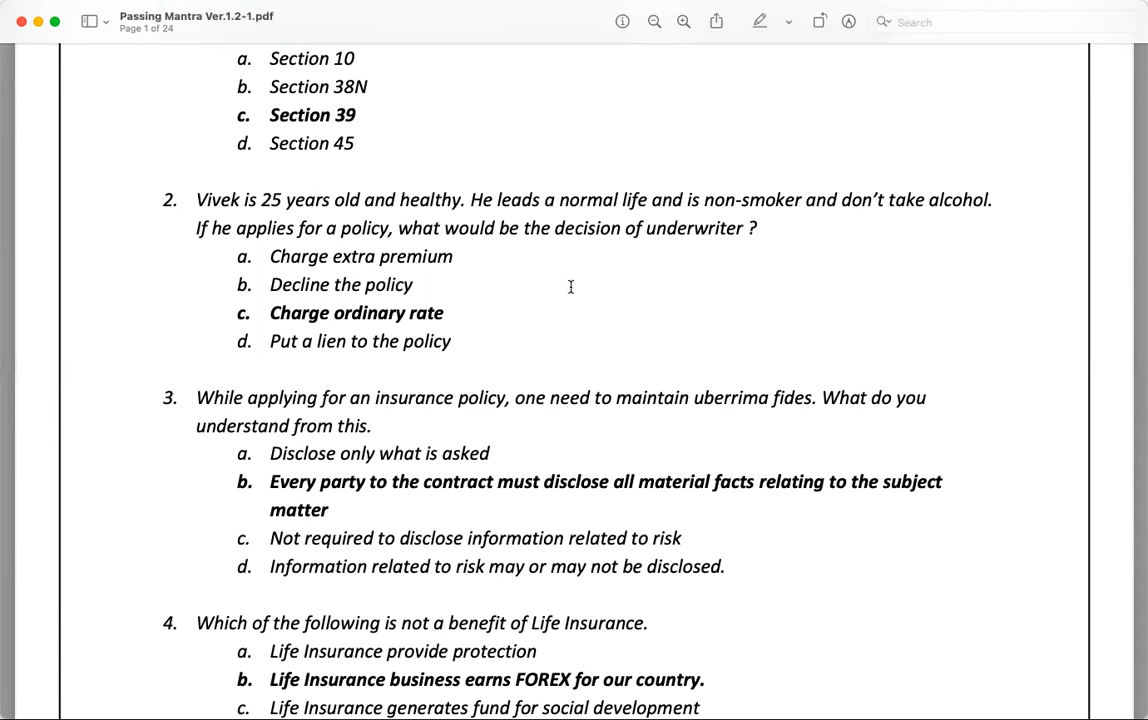 Passing Mantra Ver.1.2-1.pdf
Page 1 of 24
Search
a. Section 10
b. Section 38N
c. Section 39
d. Section 45
2. Vivek is 25 years old and healthy. He leads a normal life and is non-smoker and don't take alcohol.
If he applies for a policy, what would be the decision of underwriter ?
a. Charge extra premium
b. Decline the policy
c. Charge ordinary rate
d. Put a lien to the policy
3. While applying for an insurance policy, one need to maintain uberrima fides. What do you
understand from this.
a. Disclose only what is asked
b. Every party to the contract must disclose all material facts relating to the subject
matter
c. Not required to disclose information related to risk
d. Information related to risk may or may not be disclosed.
4. Which of the following is not a benefit of Life Insurance.
a. Life Insurance provide protection
b. Life Insurance business earns FOREX for our country.
c. Life Insurance generates fund for social development